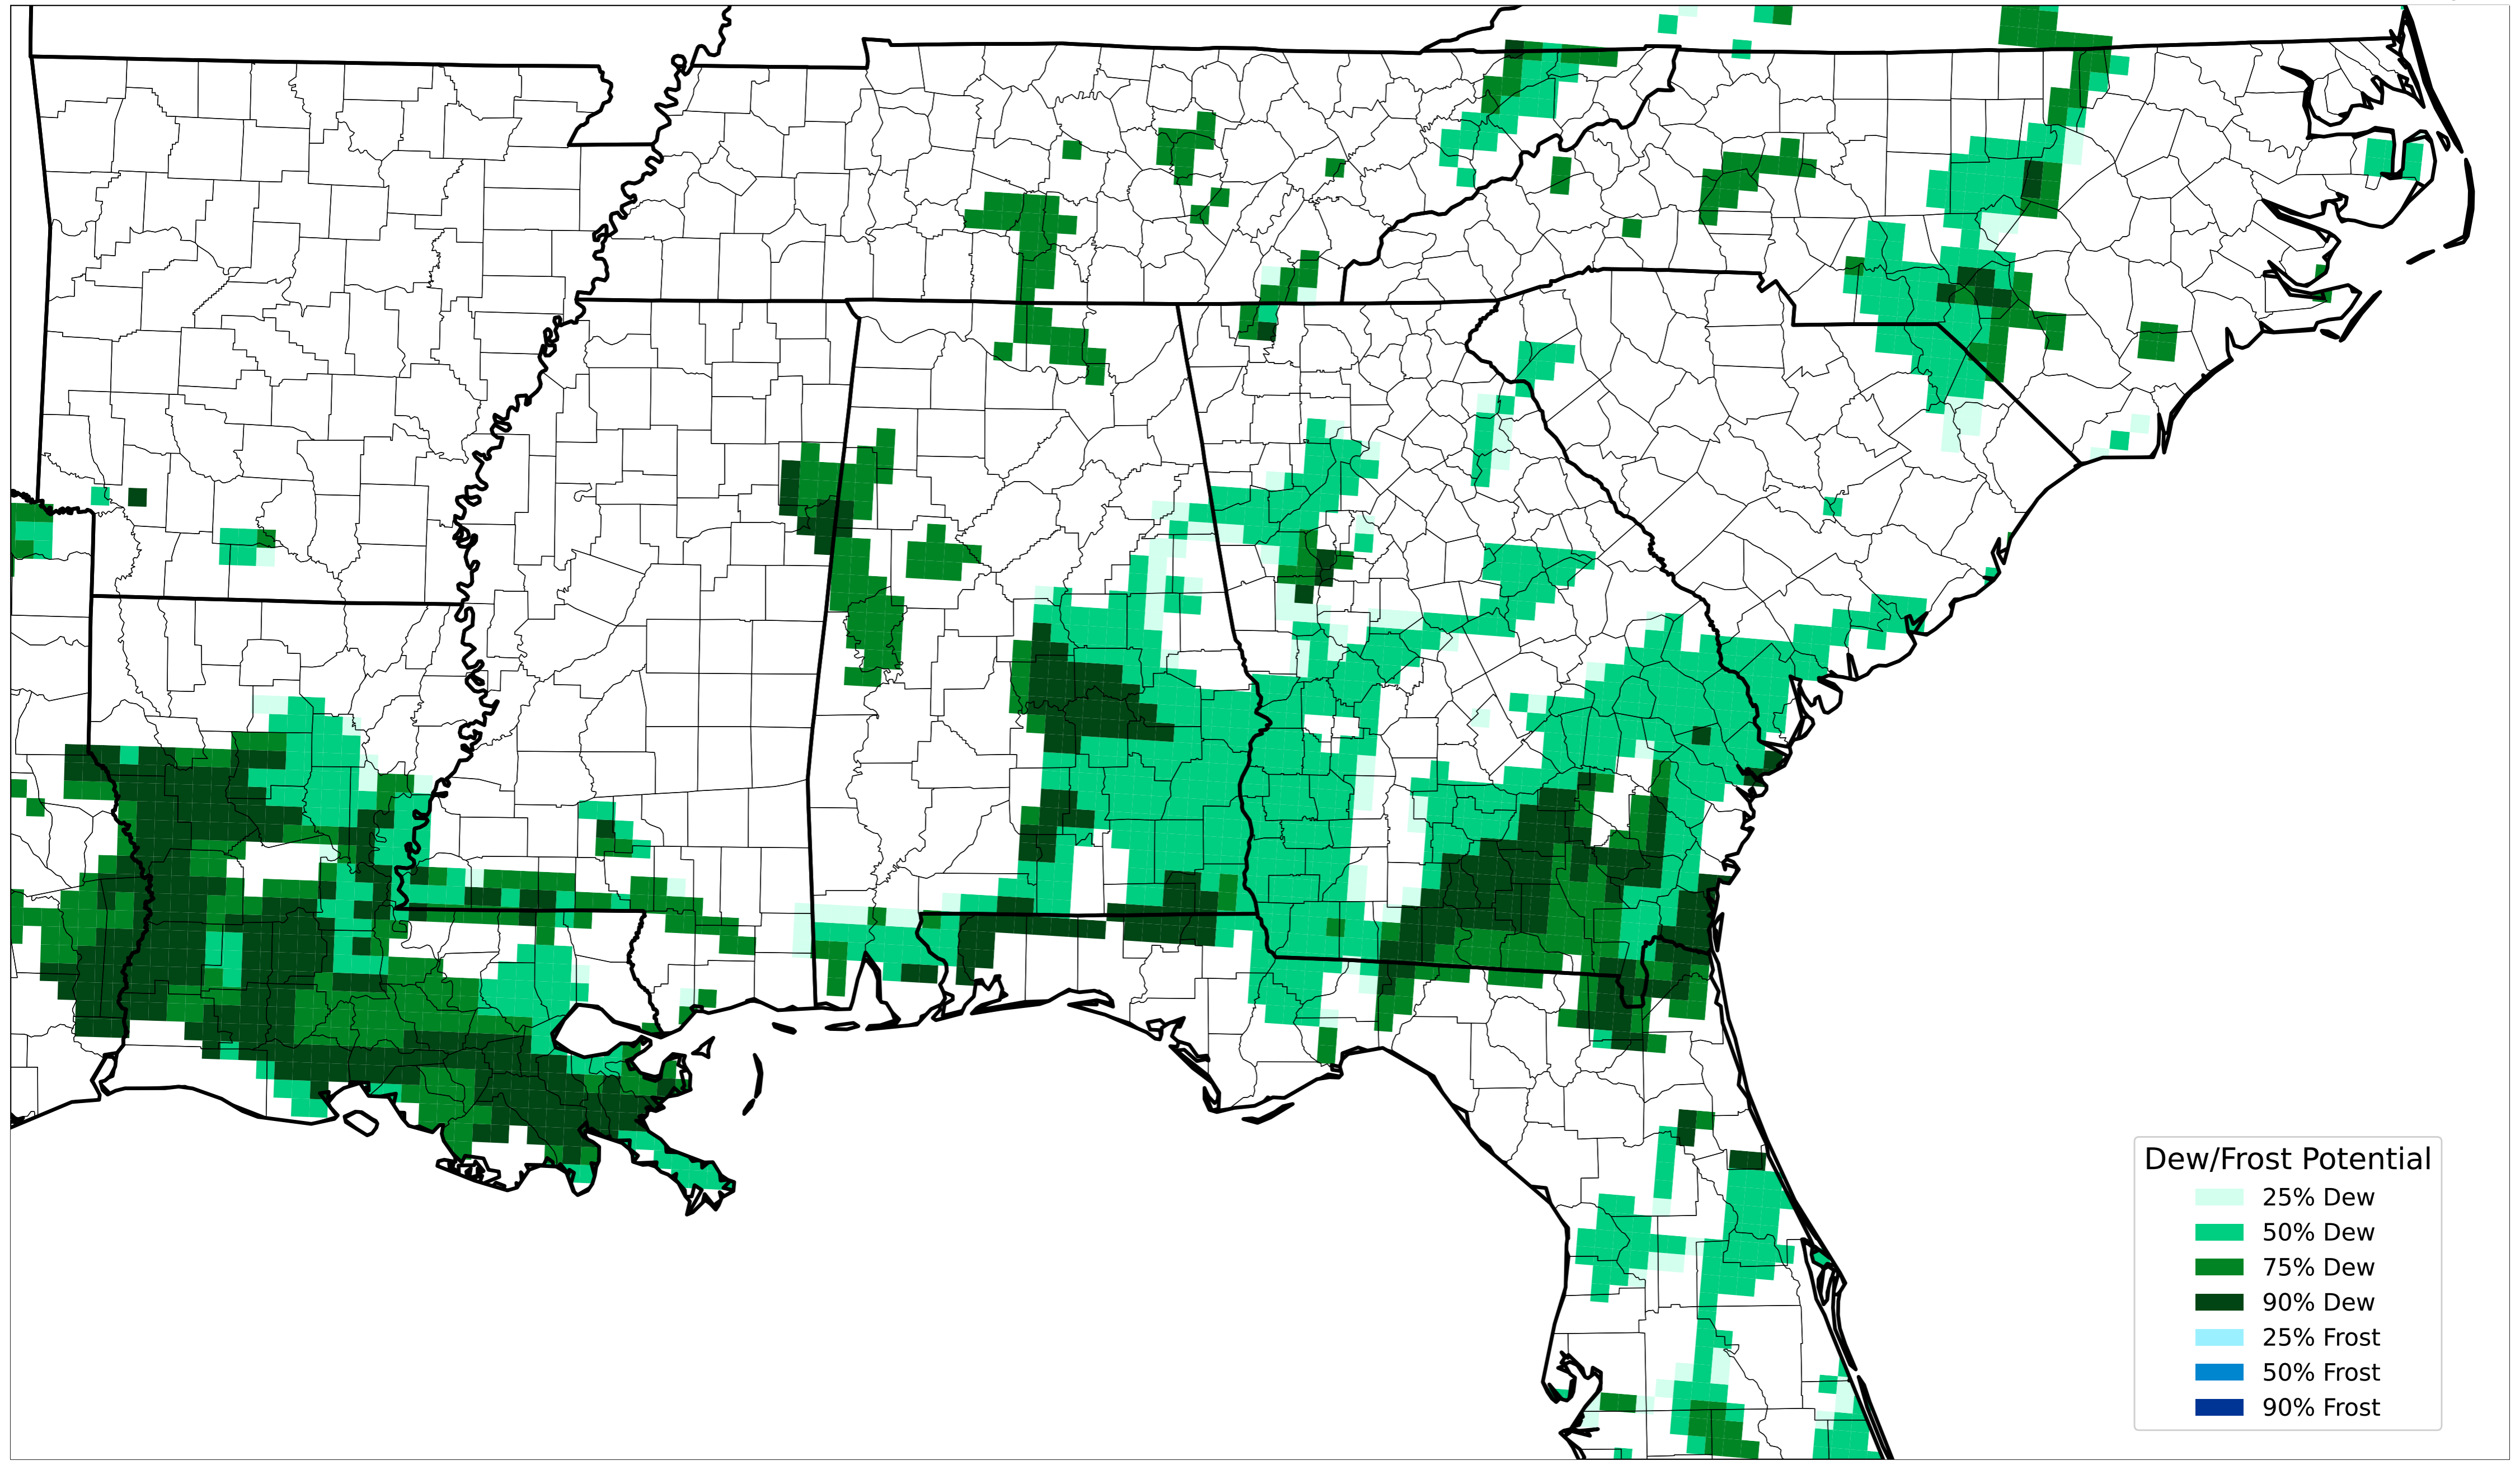 Dew/Frost Potential
25% Dew
50% Dew
75% Dew
90% Dew
25% Frost
50% Frost
90% Frost